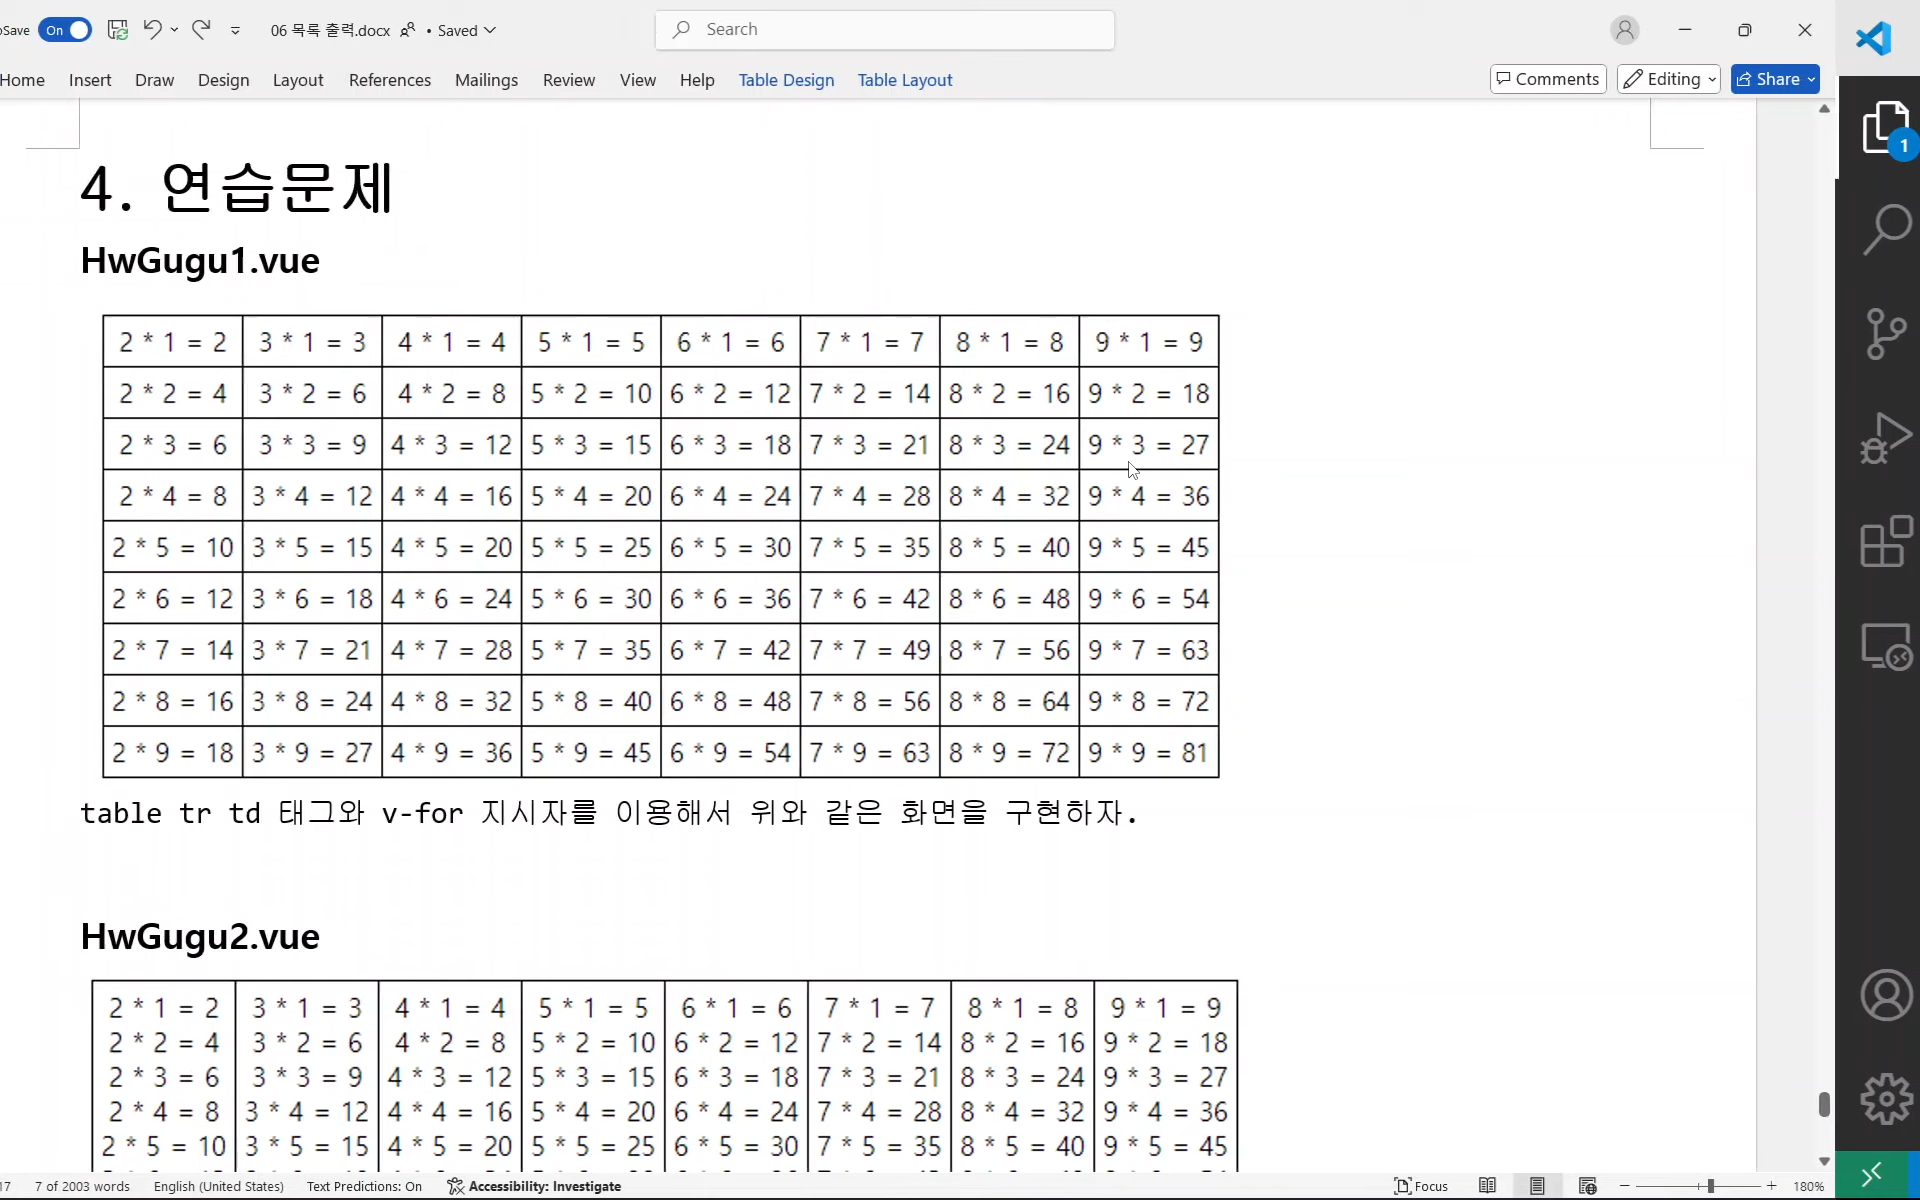 Save On 06 목록 출력.docx • Saved Search
Home Insert Draw Design Layout References Mailings Review View Help Table Design Table Layout Comments Editing Share
1
4. 연습문제
HwGugu1.vue
2 * 1 = 2 3 * 1 = 3 4 * 1 = 4 5 * 1 = 5 6 * 1 = 6 7 * 1 = 7 8 * 1 = 8 9 * 1 = 9
2 * 2 = 4 3 * 2 = 6 4 * 2 = 8 5 * 2 = 10 6 * 2 = 12 7 * 2 = 14 8 * 2 = 16 9 * 2 = 18
2 * 3 = 6 3 * 3 = 9 4 * 3 = 12 5 * 3 = 15 6 * 3 = 18 7 * 3 = 21 8 * 3 = 24 9 * 3 = 27
2 * 4 = 8 3 * 4 = 12 4 * 4 = 16 5 * 4 = 20 6 * 4 = 24 7 * 4 = 28 8 * 4 = 32 9 * 4 = 36
2 * 5 = 10 3 * 5 = 15 4 * 5 = 20 5 * 5 = 25 6 * 5 = 30 7 * 5 = 35 8 * 5 = 40 9 * 5 = 45
2 * 6 = 12 3 * 6 = 18 4 * 6 = 24 5 * 6 = 30 6 * 6 = 36 7 * 6 = 42 8 * 6 = 48 9 * 6 = 54
2 * 7 = 14 3 * 7 = 21 4 * 7 = 28 5 * 7 = 35 6 * 7 = 42 7 * 7 = 49 8 * 7 = 56 9 * 7 = 63
2 * 8 = 16 3 * 8 = 24 4 * 8 = 32 5 * 8 = 40 6 * 8 = 48 7 * 8 = 56 8 * 8 = 64 9 * 8 = 72
2 * 9 = 18 3 * 9 = 27 4 * 9 = 36 5 * 9 = 45 6 * 9 = 54 7 * 9 = 63 8 * 9 = 72 9 * 9 = 81
table tr td 태그와 v-for 지시자를 이용해서 위와 같은 화면을 구현하자.
HwGugu2.vue
2 * 1 = 2 3 * 1 = 3 4 * 1 = 4 5 * 1 = 5 6 * 1 = 6 7 * 1 = 7 8 * 1 = 8 9 * 1 = 9
2 * 2 = 4 3 * 2 = 6 4 * 2 = 8 5 * 2 = 10 6 * 2 = 12 7 * 2 = 14 8 * 2 = 16 9 * 2 = 18
2 * 3 = 6 3 * 3 = 9 4 * 3 = 12 5 * 3 = 15 6 * 3 = 18 7 * 3 = 21 8 * 3 = 24 9 * 3 = 27
2 * 4 = 8 3 * 4 = 12 4 * 4 = 16 5 * 4 = 20 6 * 4 = 24 7 * 4 = 28 8 * 4 = 32 9 * 4 = 36
2 * 5 = 10 3 * 5 = 15 4 * 5 = 20 5 * 5 = 25 6 * 5 = 30 7 * 5 = 35 8 * 5 = 40 9 * 5 = 45
17 7 of 2003 words English (United States) Text Predictions: On Accessibility: Investigate Focus 180%